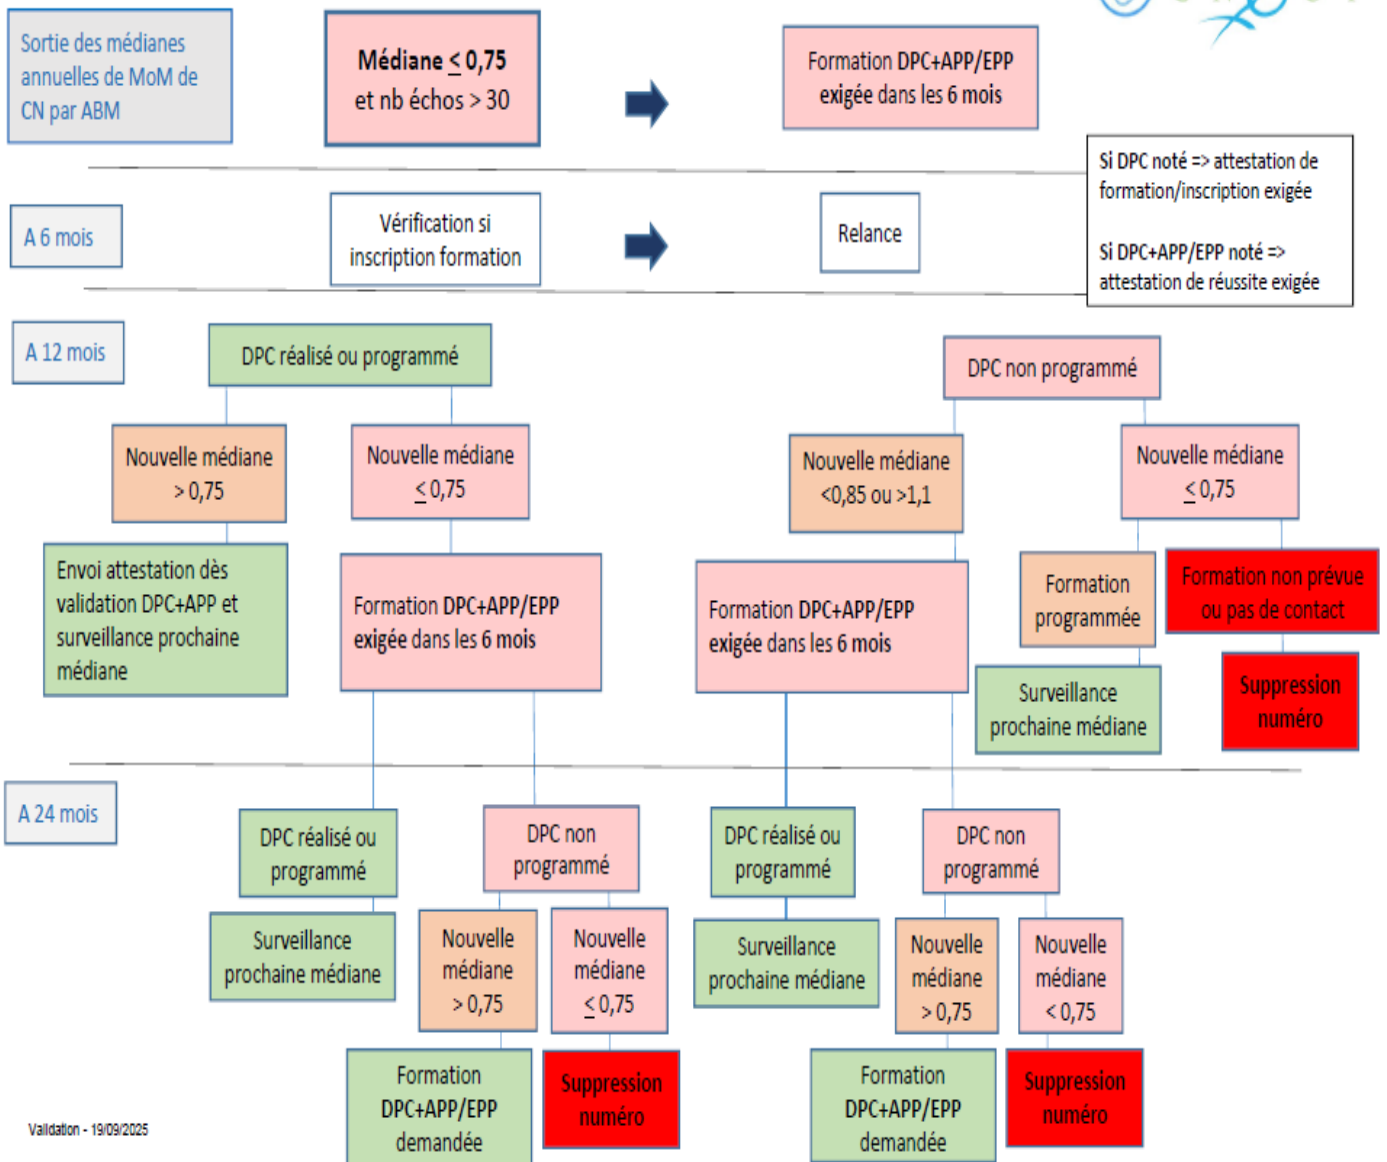 Sortie des médianes
annuelles de MoM de
CN par ABM
Médiane ≤ 0,75
et nb échos > 30
Formation DPC+APP/EPP
exigée dans les 6 mois
Si DPC noté => attestation de
formation/inscription exigée
Si DPC+APP/EPP noté =>
attestation de réussite exigée
A 6 mois
Vérification si
inscription formation
Relance
A 12 mois
DPC réalisé ou programmé
DPC non programmé
Nouvelle médiane
> 0,75
Nouvelle médiane
≤ 0,75
Nouvelle médiane
<0,85 ou >1,1
Nouvelle médiane
≤ 0,75
Envoi attestation dès
validation DPC+APP et
surveillance prochaine
médiane
Formation DPC+APP/EPP
exigée dans les 6 mois
Formation DPC+APP/EPP
exigée dans les 6 mois
Formation
programmée
Formation non prévue
ou pas de contact
Surveillance
prochaine médiane
Suppression
numéro
A 24 mois
DPC réalisé ou
programmé
DPC non
programmé
DPC réalisé ou
programmé
DPC non
programmé
Surveillance
prochaine médiane
Nouvelle
médiane
> 0,75
Nouvelle
médiane
≤ 0,75
Surveillance
prochaine médiane
Nouvelle
médiane
> 0,75
Nouvelle
médiane
< 0,75
Formation
DPC+APP/EPP
demandée
Suppression
numéro
Formation
DPC+APP/EPP
demandée
Suppression
numéro
Validation - 19/09/2025